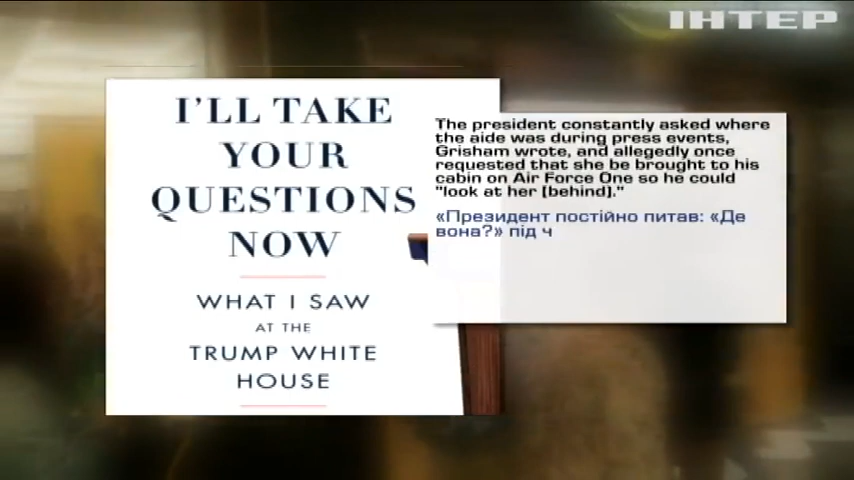 ІНТЕР
I'LL TAKE
YOUR
QUESTIONS
NOW
WHAT I SAW
AT THE
TRUMP WHITE
HOUSE
The president constantly asked where
the aide was during press events,
Grisham wrote, and allegedly once
requested that she be brought to his
cabin on Air Force One so he could
"look at her [behind]."
«Президент постійно питав: «Де
вона?» під ч